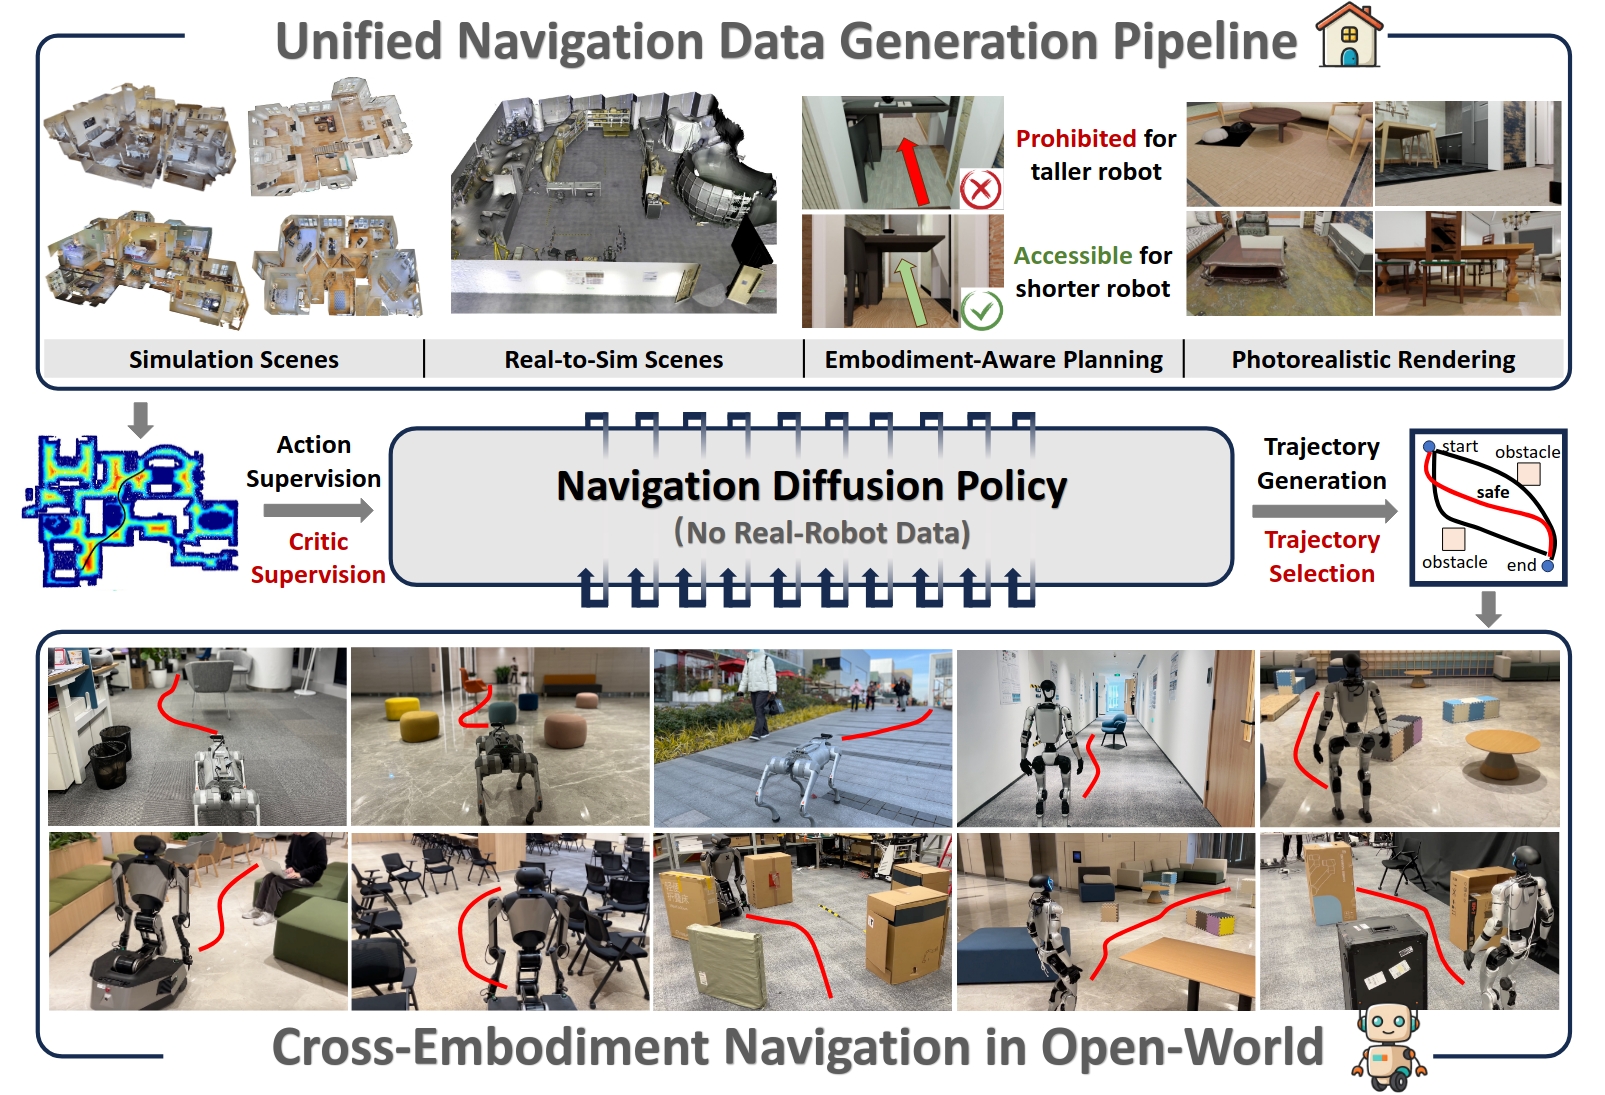 Unified Navigation Data Generation Pipeline
Prohibited for
taller robot
Accessible for
shorter robot
Simulation Scenes
Real-to-Sim Scenes
Embodiment-Aware Planning
Photorealistic Rendering
Action
Supervision
Critic
Supervision
Navigation Diffusion Policy
(No Real-Robot Data)
Trajectory
Generation
Trajectory
Selection
start
obstacle
safe
obstacle
end
Cross-Embodiment Navigation in Open-World